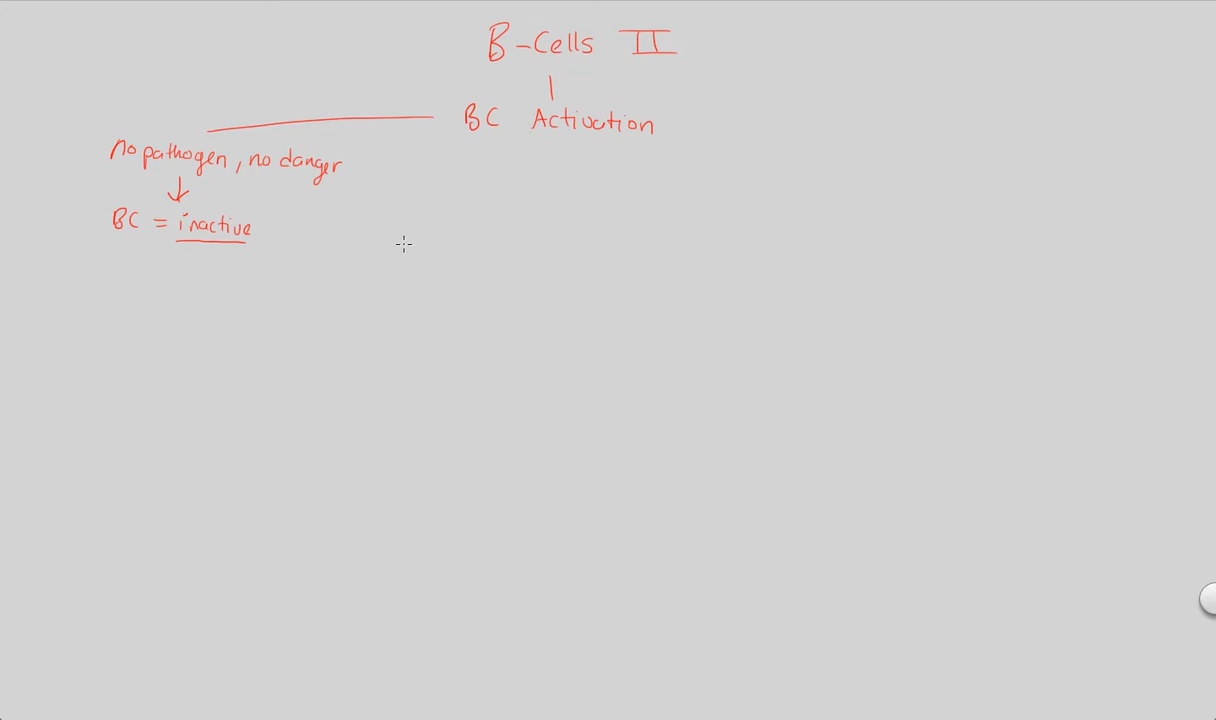 B-Cells II
BC Activation
no pathogen, no danger
BC = inactive